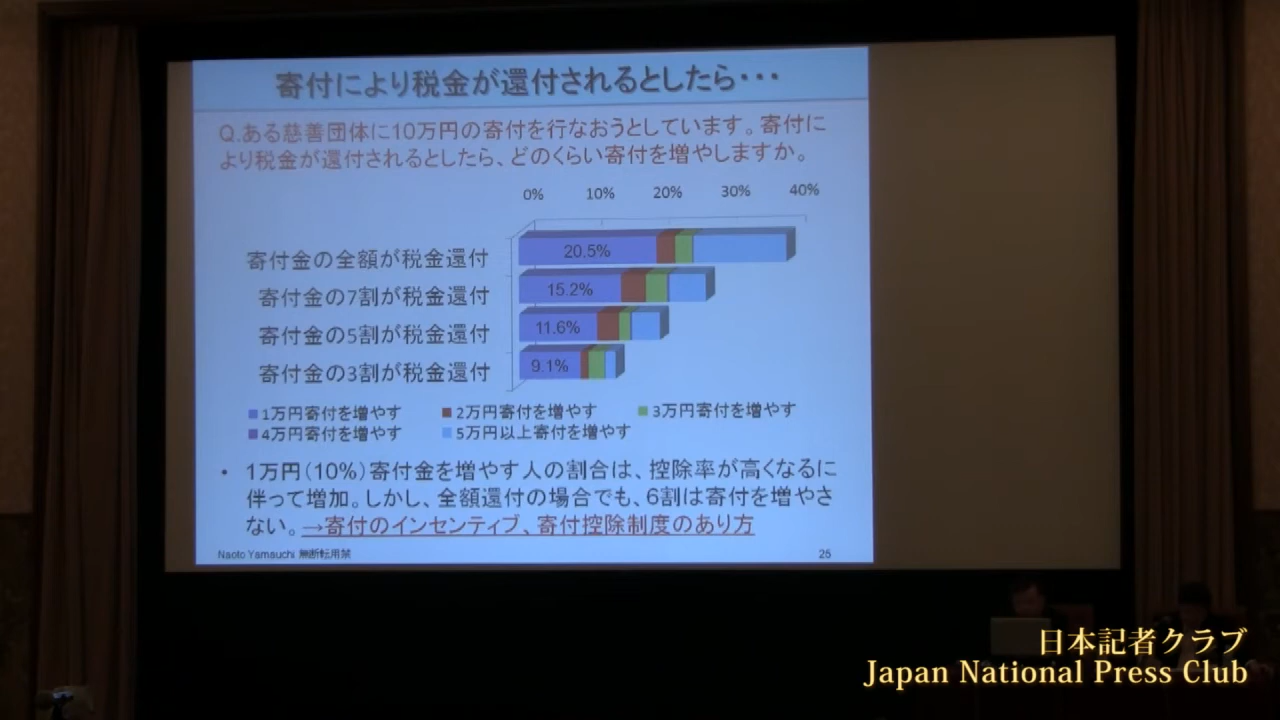 寄付により税金が還付されるとしたら・・・
Q.ある慈善団体に10万円の寄付を行なおうとしています。寄付に
より税金が還付されるとしたら、どのくらい寄付を増やしますか。
0% 10% 20% 30% 40%
寄付金の全額が税金還付 20.5%
寄付金の7割が税金還付 15.2%
寄付金の5割が税金還付 11.6%
寄付金の3割が税金還付 9.1%
1万円寄付を増やす 2万円寄付を増やす 3万円寄付を増やす
4万円寄付を増やす 5万円以上寄付を増やす
• 1万円(10%)寄付金を増やす人の割合は、控除率が高くなるに
伴って増加。しかし、全額還付の場合でも、6割は寄付を増やさ
ない。→寄付のインセンティブ、寄付控除制度のあり方
Naoto Yamauchi 無断転用禁 25
日本記者クラブ
Japan National Press Club